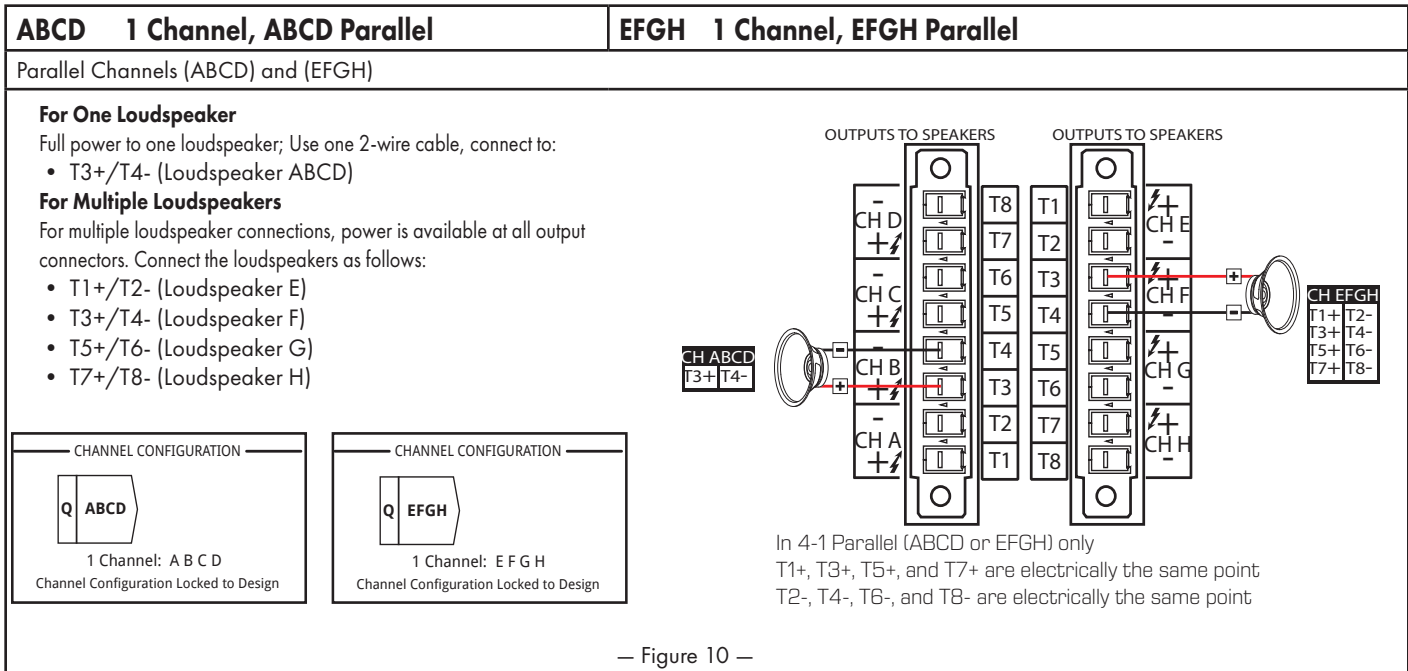 ABCD 1 Channel, ABCD Parallel
EFGH 1 Channel, EFGH Parallel
Parallel Channels (ABCD) and (EFGH)
For One Loudspeaker
Full power to one loudspeaker; Use one 2-wire cable, connect to:
• T3+/T4- (Loudspeaker ABCD)
For Multiple Loudspeakers
For multiple loudspeaker connections, power is available at all output
connectors. Connect the loudspeakers as follows:
• T1+/T2- (Loudspeaker E)
• T3+/T4- (Loudspeaker F)
• T5+/T6- (Loudspeaker G)
• T7+/T8- (Loudspeaker H)
CHANNEL CONFIGURATION
Q ABCD
1 Channel: A B C D
Channel Configuration Locked to Design
CHANNEL CONFIGURATION
Q EFGH
1 Channel: E F G H
Channel Configuration Locked to Design
OUTPUTS TO SPEAKERS
-
CH D
+
-
CH C
+
-
CH B
+
-
CH A
+
T8
T7
T6
T5
T4
T3
T2
T1
CH ABCD
T3+ T4-
-
+
OUTPUTS TO SPEAKERS
T1
T2
T3
T4
T5
T6
T7
T8
+
CH E
-
+
CH F
-
+
CH G
-
+
CH H
-
+
-
CH EFGH
T1+ T2-
T3+ T4-
T5+ T6-
T7+ T8-
In 4-1 Parallel (ABCD or EFGH) only
T1+, T3+, T5+, and T7+ are electrically the same point
T2-, T4-, T6-, and T8- are electrically the same point
— Figure 10 —